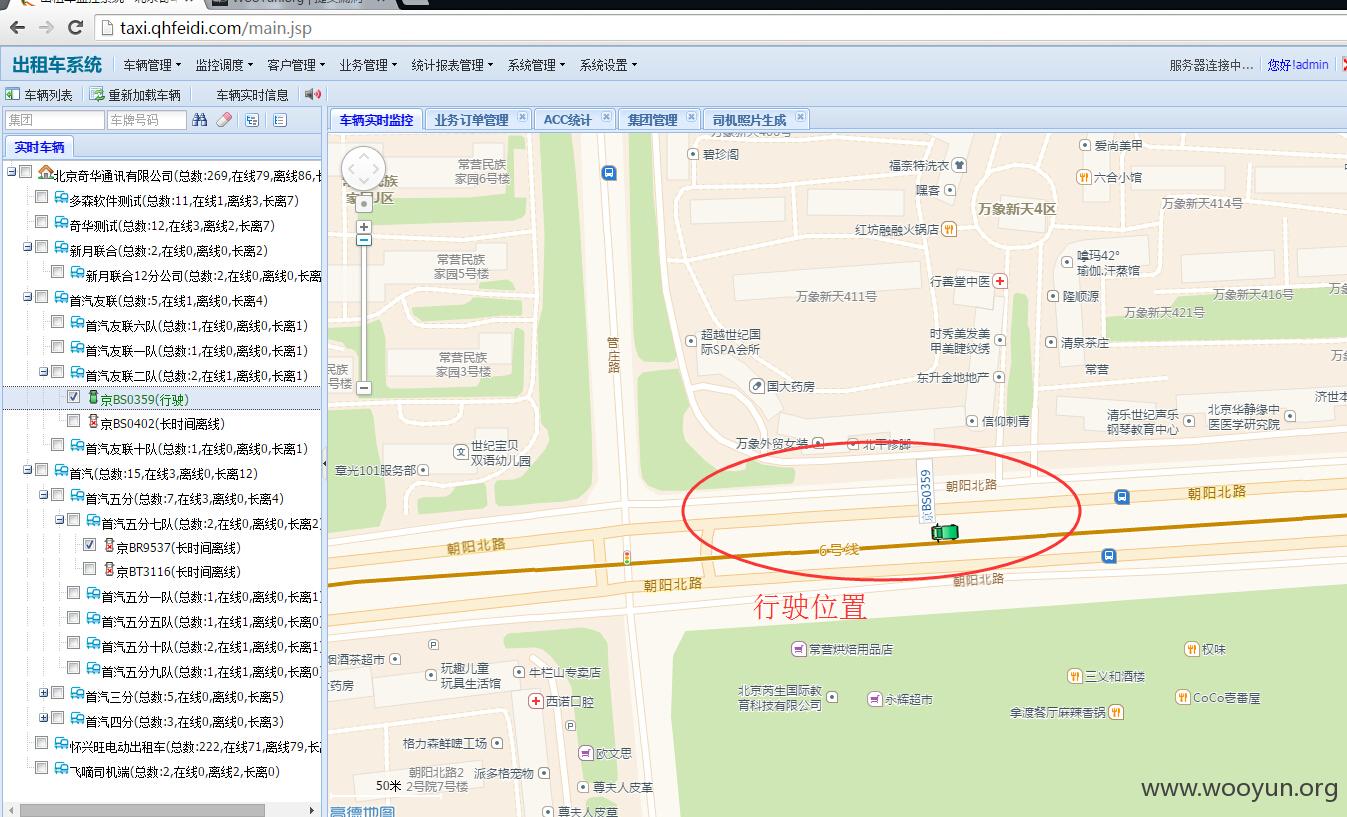 taxi.qhfeidi.com/main.jsp
出租车系统
车辆管理 监控调度 客户管理 业务管理 统计报表管理 系统管理 系统设置
服务器连接中... 您好!admin
车辆列表 重新加载车辆 车辆实时信息
集团 车牌号码
车辆实时监控 业务订单管理 ACC统计 集团管理 司机照片生成
实时车辆
北京奇华通讯有限公司(总数:269,在线79,离线86,长
多森软件测试(总数:11,在线1,离线3,长离7)
奇华测试(总数:12,在线3,离线2,长离7)
新月联合(总数:2,在线0,离线0,长离2)
新月联合12分公司(总数:2,在线0,离线0,长离
首汽友联(总数:5,在线1,离线0,长离4)
首汽友联六队(总数:1,在线0,离线0,长离1)
首汽友联一队(总数:1,在线0,离线0,长离1)
首汽友联二队(总数:2,在线1,离线0,长离1)
京BS0359(行驶)
京BS0402(长时间离线)
首汽友联十队(总数:1,在线0,离线0,长离1)
首汽(总数:15,在线3,离线0,长离12)
首汽五分(总数:7,在线3,离线0,长离4)
首汽五分七队(总数:2,在线0,离线0,长离2
京BR9537(长时间离线)
京BT3116(长时间离线)
首汽五分一队(总数:1,在线0,离线0,长离1
首汽五分五队(总数:1,在线1,离线0,长离0
首汽五分十队(总数:2,在线1,离线0,长离1
首汽五分九队(总数:1,在线1,离线0,长离0
首汽三分(总数:5,在线0,离线0,长离5)
首汽四分(总数:3,在线0,离线0,长离3)
怀兴旺电动出租车(总数:222,在线71,离线79,长离
飞嘀司机端(总数:2,在线0,离线2,长离0)
碧珍阁
爱尚美甲
常营民族
家园6号楼
福奈特洗衣
嘿客
六合小馆
万象新天4区
万象新天414号
红坊融融火锅店
常营民族
家园5号楼
瑜伽.汗蒸馆
行善堂中医
万象新天411号
隆顺源
万象新天416号
万象新天421号
管庄路
超越世纪国
际SPA会所
时秀美发美
甲美睫纹绣
清泉茶庄
常营民族
家园3号楼
常营
国大药房
东升金地地产
信仰刺青
清乐世纪声乐
钢琴教育中心
北京华静缘中
医医学研究院
世纪宝贝
双语幼儿园
万象外贸女装
北平修脚
章光101服务部
京BS0359
朝阳北路
朝阳北路
朝阳北路
6号线
朝阳北路
朝阳北路
行驶位置
烟酒茶超市
玩趣儿童
玩具生活馆
牛栏山专卖店
西诺口腔
常营烘焙用品店
权味
三义和酒楼
北京芮生国际教
育科技有限公司
永辉超市
CoCo壹番屋
拿渡餐厅麻辣香锅
格力森鲜啤工场
欧文思
朝阳北路2
2号院7号楼
派多格宠物
50米
尊夫人皮革
尊夫人皮草
高德地图
www.wooyun.org